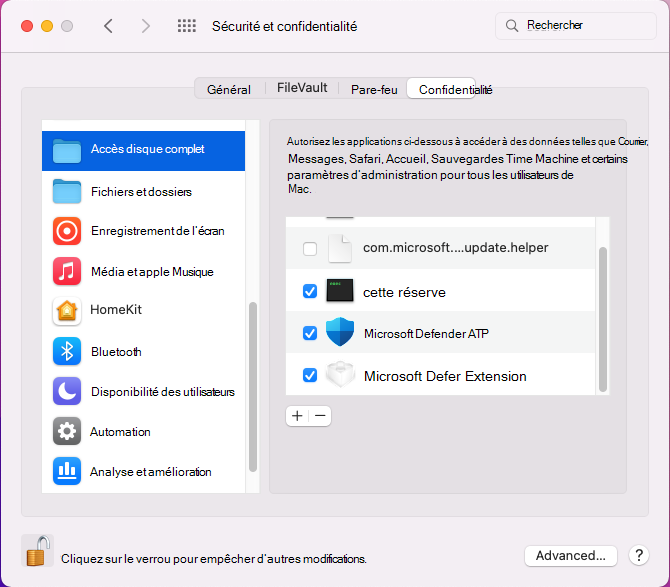 Sécurité et confidentialité
Rechercher
Général
FileVault
Pare-feu
Confidentialité
Accès disque complet
Fichiers et dossiers
Enregistrement de l'écran
Média et apple Musique
HomeKit
Bluetooth
Disponibilité des utilisateurs
Automation
Analyse et amélioration
Autorisez les applications ci-dessous à accéder à des données telles que Courier,
Messages, Safari, Accueil, Sauvegardes Time Machine et certains
paramètres d'administration pour tous les utilisateurs de
Mac.
com.microsoft....update.helper
cette réserve
Microsoft Defender ATP
Microsoft Defer Extension
+ −
Cliquez sur le verrou pour empêcher d'autres modifications.
Advanced...
?